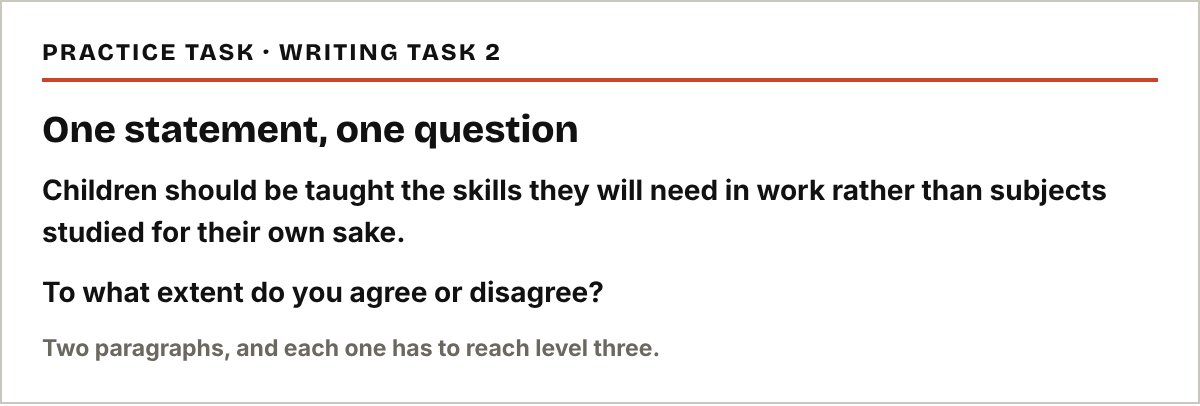 PRACTICE TASK · WRITING TASK 2
One statement, one question
Children should be taught the skills they will need in work rather than subjects
studied for their own sake.
To what extent do you agree or disagree?
Two paragraphs, and each one has to reach level three.